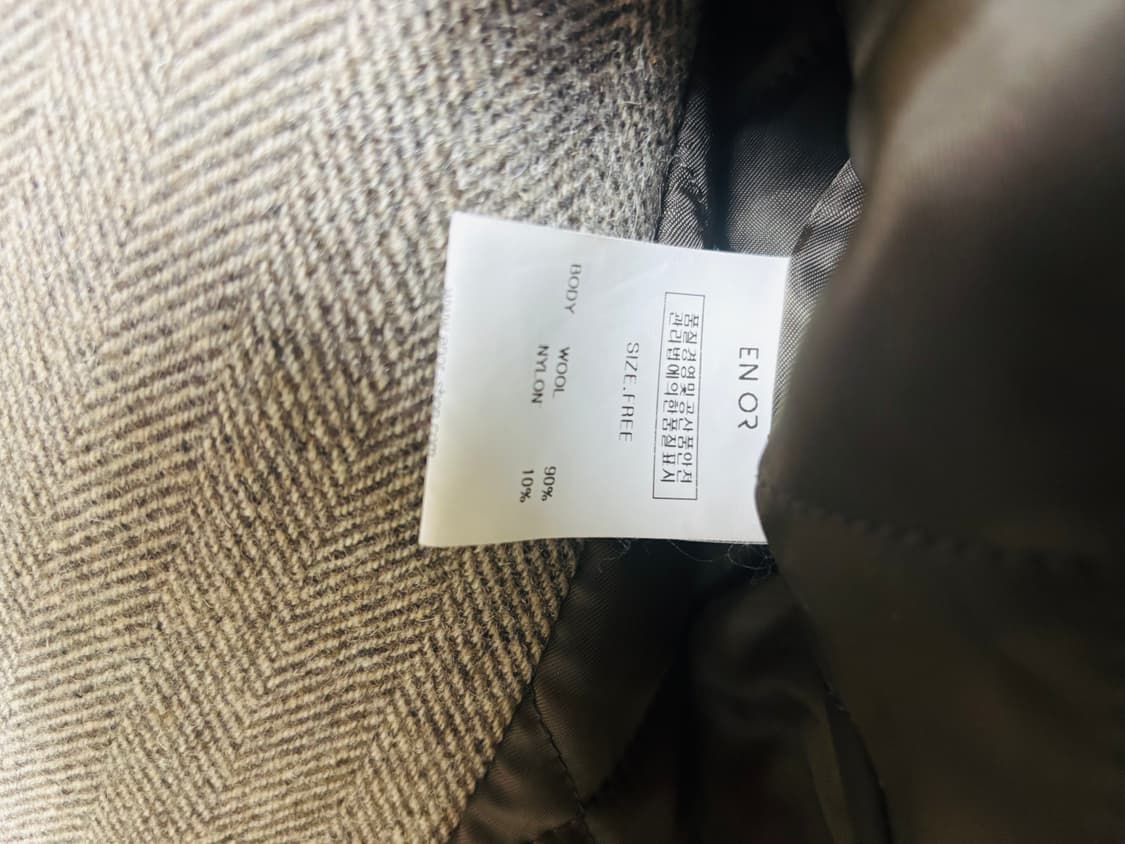 EN OR
품질경영및공산품안전
관리법에의한품질표시
SIZE.FREE
BODY WOOL 90%
NYLON 10%